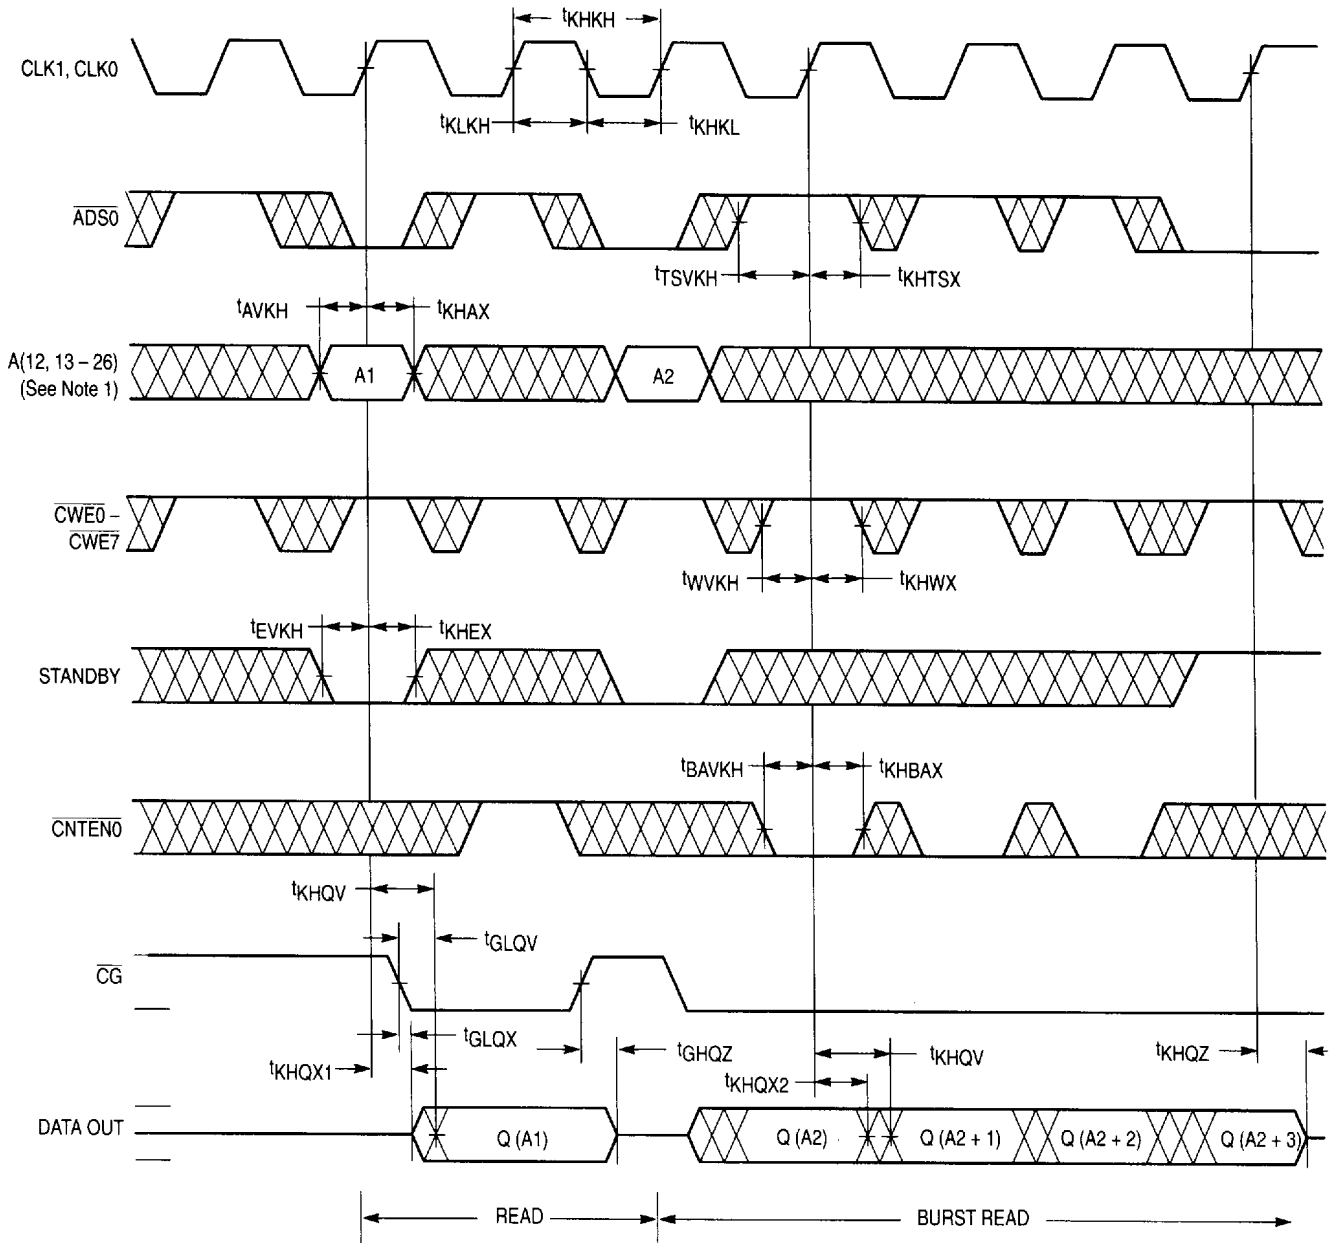 tKHKH
CLK1, CLK0
tKLKH
tKHKL
ADS0
tTSVKH
tKHTSX
tAVKH
tKHAX
A(12, 13 – 26)
(See Note 1)
A1
A2
CWE0 –
CWE7
tWVKH
tKHWX
tEVKH
tKHEX
STANDBY
tBAVKH
tKHBAX
CNTEN0
tKHQV
tGLQV
CG
tGLQX
tGHQZ
tKHQV
tKHQZ
tKHQX1
tKHQX2
DATA OUT
Q (A1)
Q (A2)
Q (A2 + 1)
Q (A2 + 2)
Q (A2 + 3)
READ
BURST READ